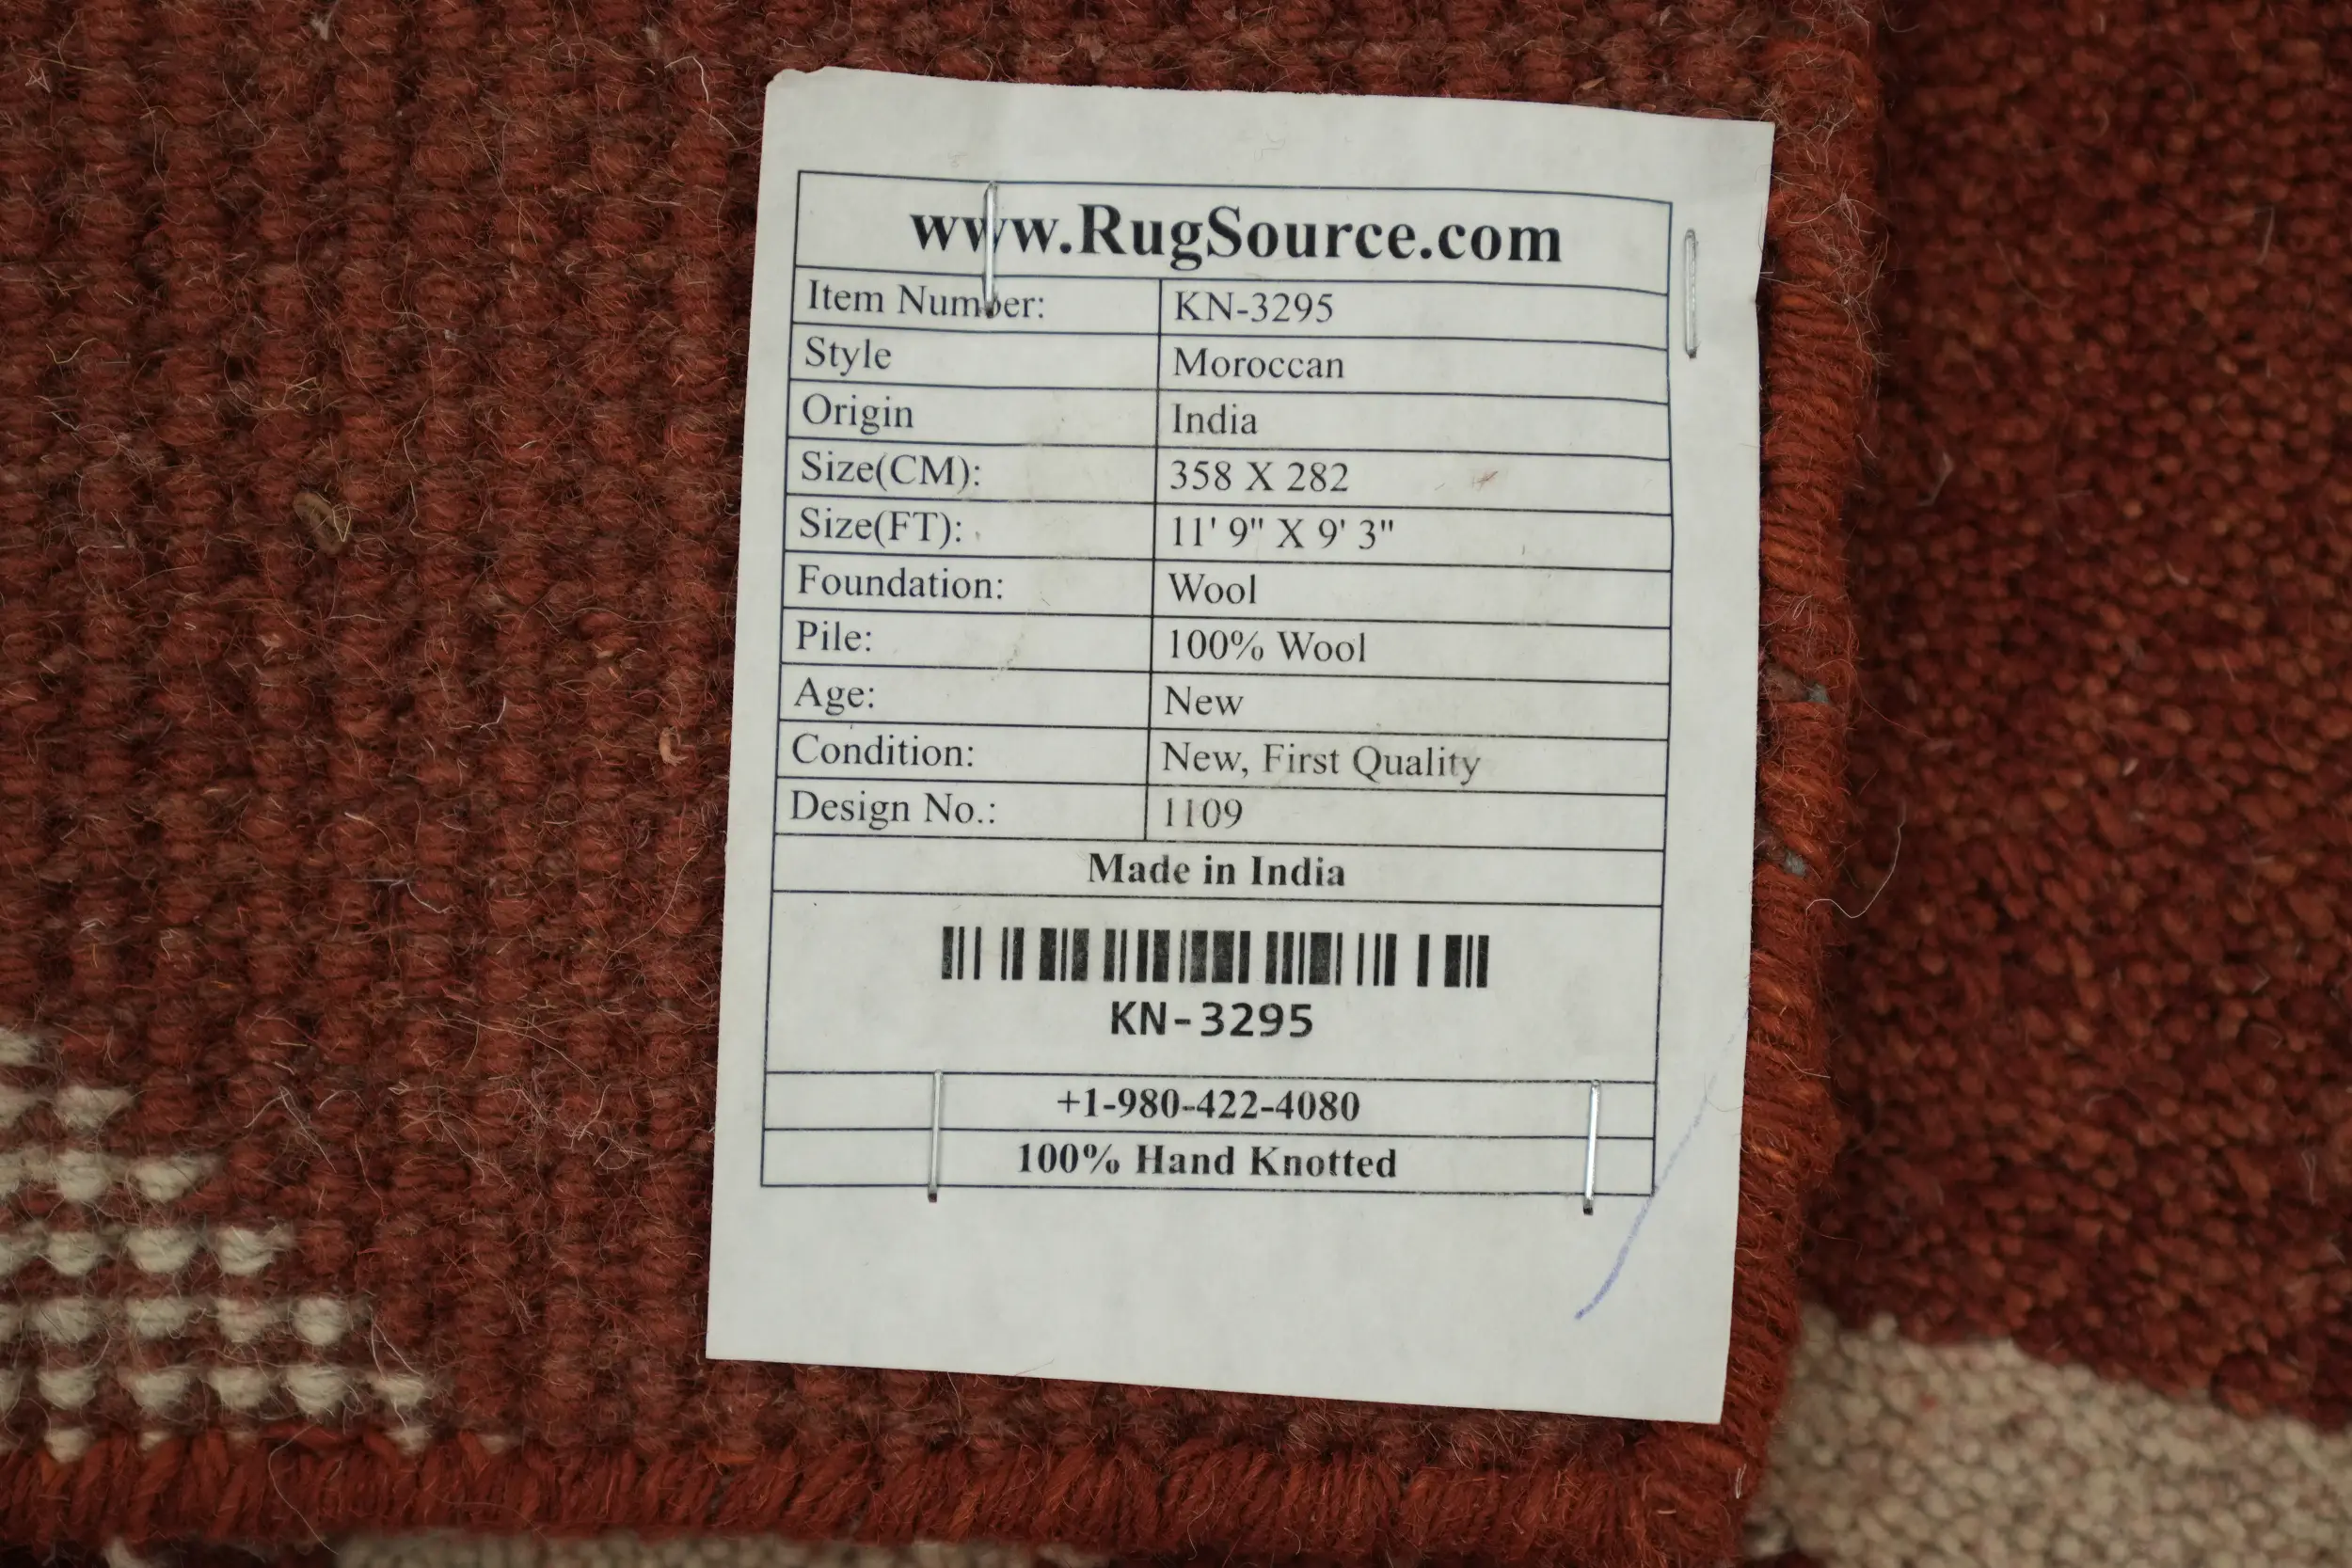 www.RugSource.com
Item Number: KN-3295
Style Moroccan
Origin India
Size(CM): 358 X 282
Size(FT): 11' 9" X 9' 3"
Foundation: Wool
Pile: 100% Wool
Age: New
Condition: New, First Quality
Design No.: 1109
Made in India
KN-3295
+1-980-422-4080
100% Hand Knotted